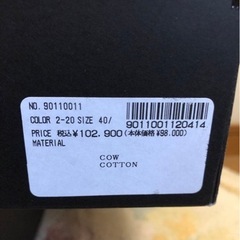 NO. 90110011
COLOR 2-20 SIZE 40/
9011001120414
PRICE 税込¥102,900(本体価格¥98,000)
MATERIAL
COW
COTTON